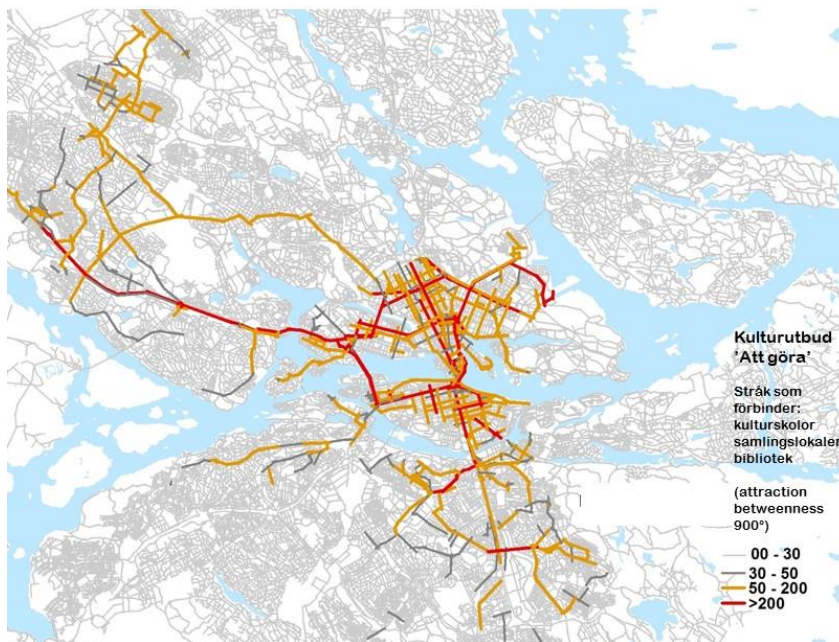 Kulturutbud
'Att göra'
Stråk som
förbinder:
kulturskolor
samlingslokaler
bibliotek
(attraction
betweenness
900°)
00 - 30
30 - 50
50 - 200
>200